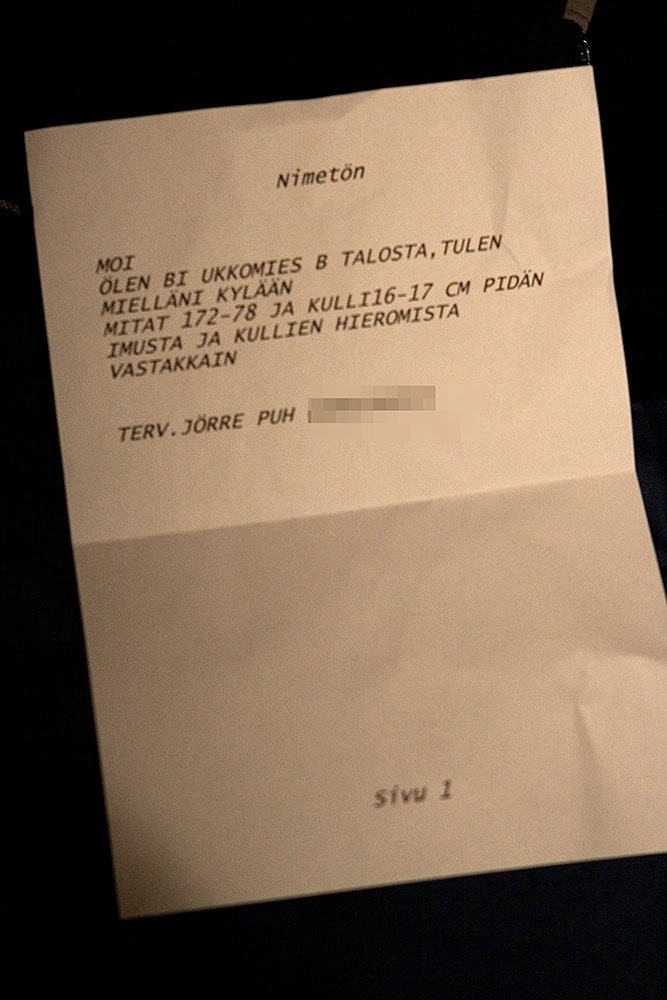 Nimetön
MOI
OLEN BI UKKOMIES B TALOSTA,TULEN
MIELLÄNI KYLÄÄN
MITAT 172-78 JA KULLI16-17 CM PIDÄN
IMUSTA JA KULLIEN HIEROMISTA
VASTAKKAIN
TERV.JÖRRE PUH
Sivu 1